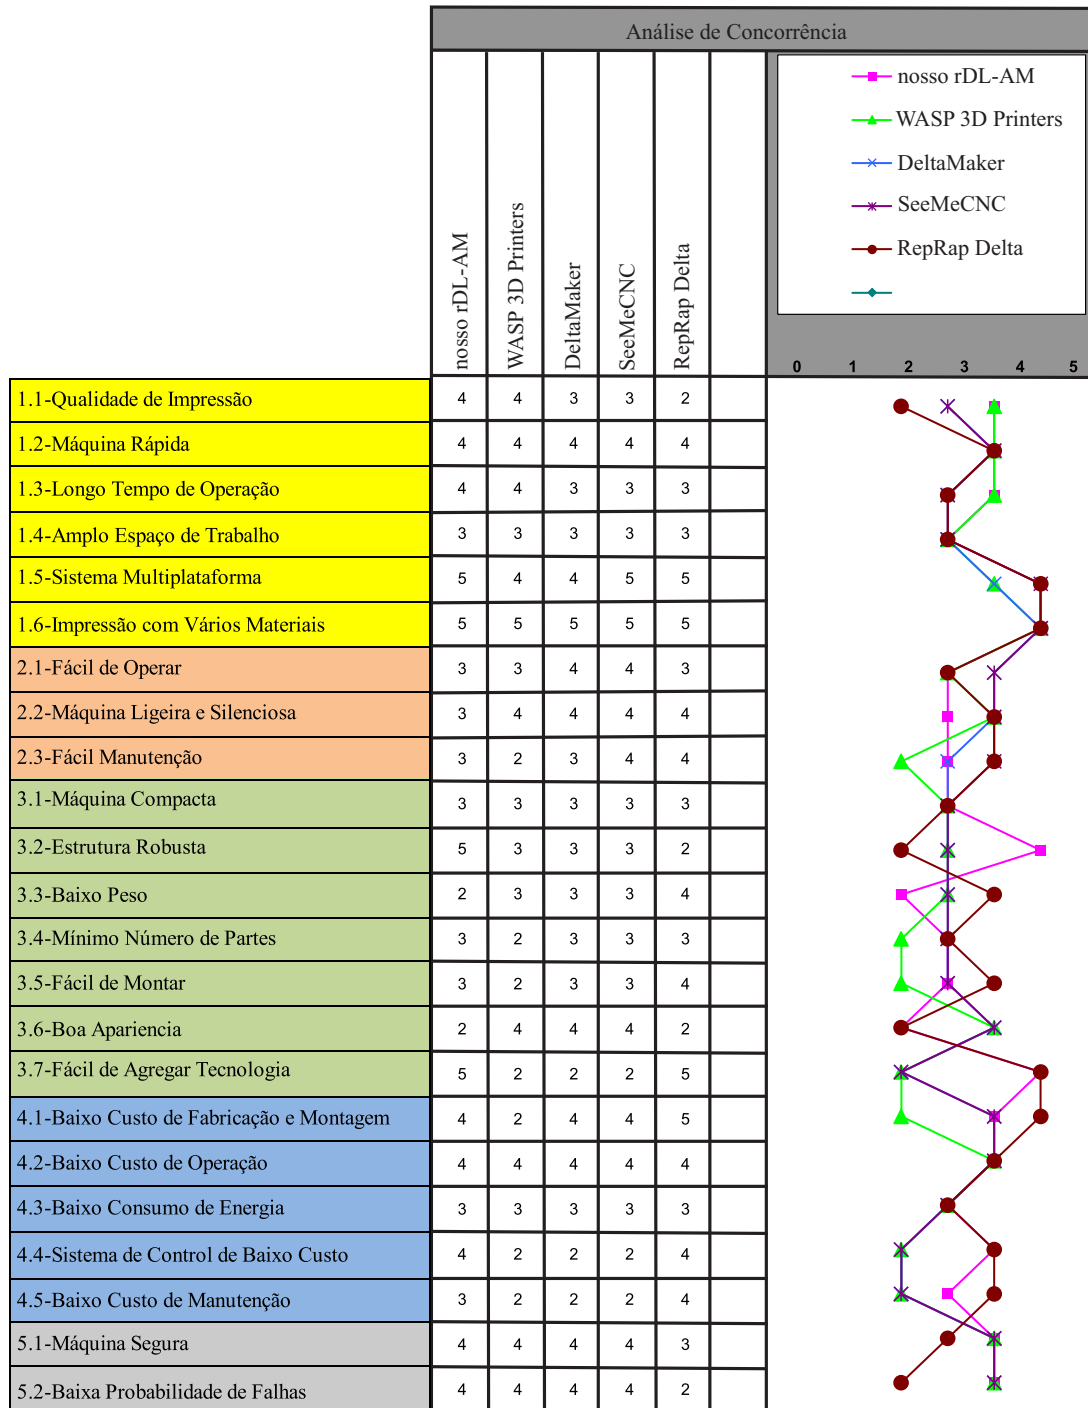 Análise de Concorrência
nosso rDL-AM
WASP 3D Printers
DeltaMaker
SeeMeCNC
RepRap Delta
nosso rDL-AM
WASP 3D Printers
DeltaMaker
SeeMeCNC
RepRap Delta
0 1 2 3 4 5
1.1-Qualidade de Impressão 4 4 3 3 2
1.2-Máquina Rápida 4 4 4 4 4
1.3-Longo Tempo de Operação 4 4 3 3 3
1.4-Amplo Espaço de Trabalho 3 3 3 3 3
1.5-Sistema Multiplataforma 5 4 4 5 5
1.6-Impressão com Vários Materiais 5 5 5 5 5
2.1-Fácil de Operar 3 3 4 4 3
2.2-Máquina Ligeira e Silenciosa 3 4 4 4 4
2.3-Fácil Manutenção 3 2 3 4 4
3.1-Máquina Compacta 3 3 3 3 3
3.2-Estrutura Robusta 5 3 3 3 2
3.3-Baixo Peso 2 3 3 3 4
3.4-Mínimo Número de Partes 3 2 3 3 3
3.5-Fácil de Montar 3 2 3 3 4
3.6-Boa Apariencia 2 4 4 4 2
3.7-Fácil de Agregar Tecnologia 5 2 2 2 5
4.1-Baixo Custo de Fabricação e Montagem 4 2 4 4 5
4.2-Baixo Custo de Operação 4 4 4 4 4
4.3-Baixo Consumo de Energia 3 3 3 3 3
4.4-Sistema de Control de Baixo Custo 4 2 2 2 4
4.5-Baixo Custo de Manutenção 3 2 2 2 4
5.1-Máquina Segura 4 4 4 4 3
5.2-Baixa Probabilidade de Falhas 4 4 4 4 2